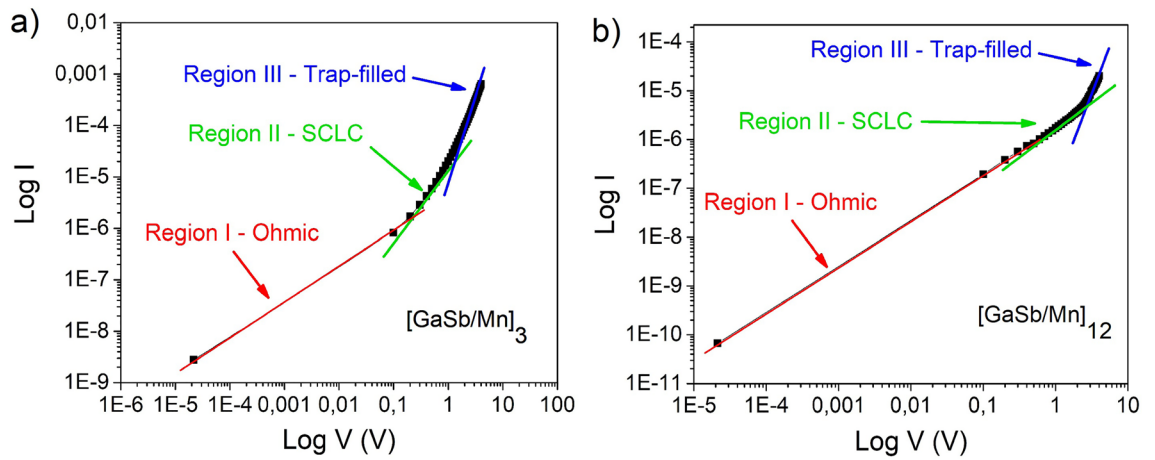 a)
0,01
0,001
1E-4
1E-5
1E-6
1E-7
1E-8
1E-9
Log I
Region III - Trap-filled
Region II - SCLC
Region I - Ohmic
[GaSb/Mn]3
1E-6 1E-5 1E-4 0,001 0,01 0,1 1 10 100
Log V (V)
b)
1E-4
1E-5
1E-6
1E-7
1E-8
1E-9
1E-10
1E-11
Log I
Region III - Trap-filled
Region II - SCLC
Region I - Ohmic
[GaSb/Mn]12
1E-5 1E-4 0,001 0,01 0,1 1 10
Log V (V)